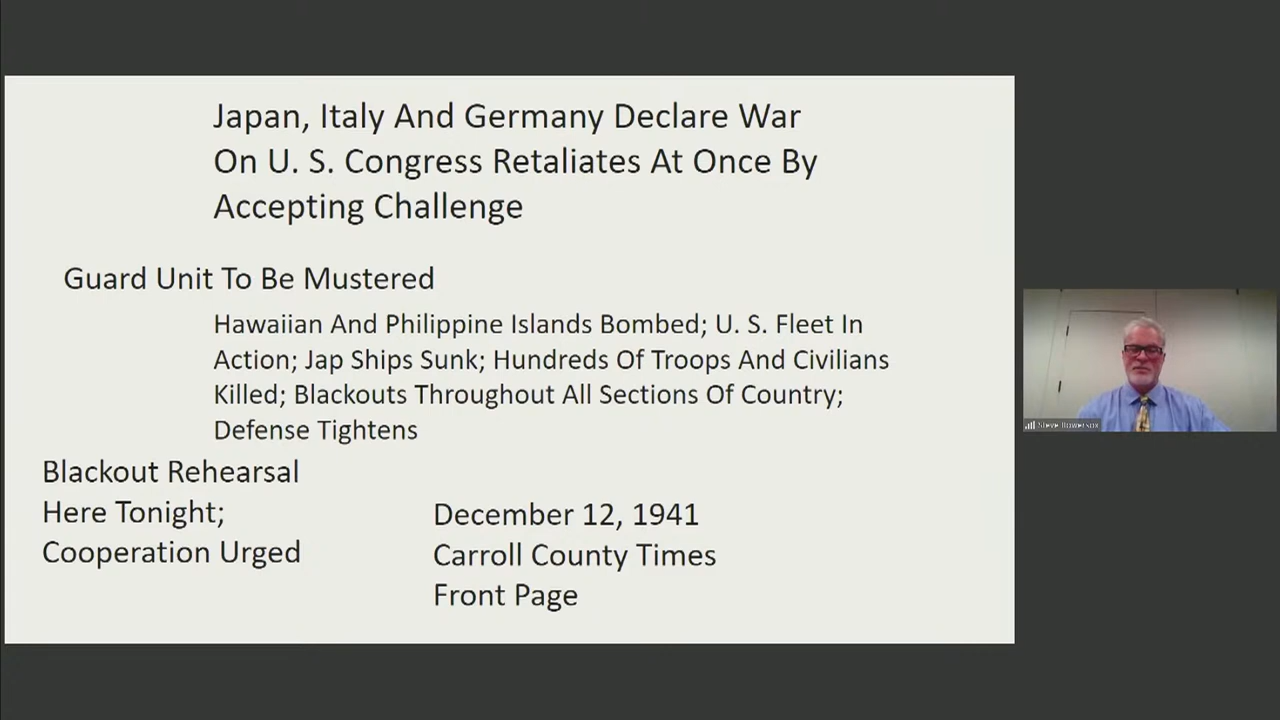 Japan, Italy And Germany Declare War
On U. S. Congress Retaliates At Once By
Accepting Challenge
Guard Unit To Be Mustered
Hawaiian And Philippine Islands Bombed; U. S. Fleet In
Action; Jap Ships Sunk; Hundreds Of Troops And Civilians
Killed; Blackouts Throughout All Sections Of Country;
Defense Tightens
Blackout Rehearsal
Here Tonight;
Cooperation Urged
December 12, 1941
Carroll County Times
Front Page
Steve Bowersox